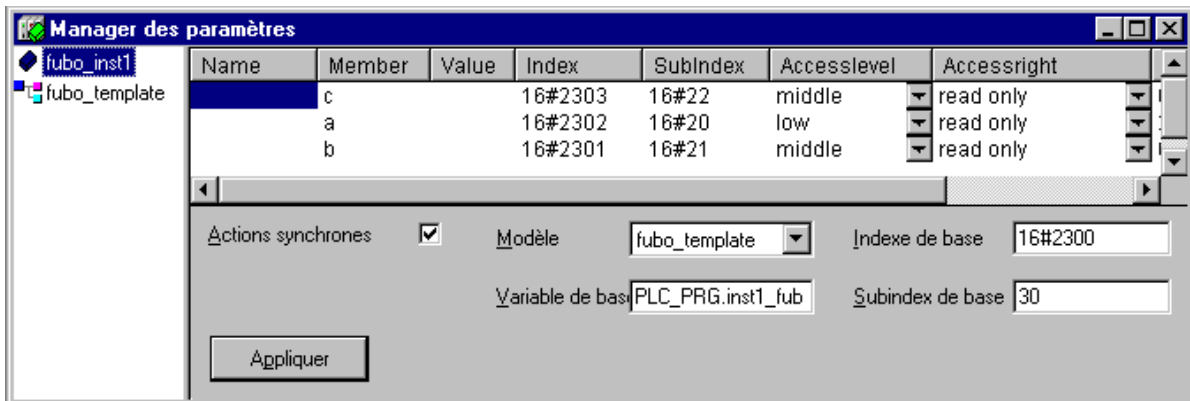 Manager des paramètres
fubo_inst1
fubo_template
Name Member Value Index SubIndex Accesslevel Accessright
c 16#2303 16#22 middle read only
a 16#2302 16#20 low read only
b 16#2301 16#21 middle read only
Actions synchrones Modèle fubo_template Indexe de base 16#2300
Variable de bas PLC_PRG.inst1_fub Subindex de base 30
Appliquer